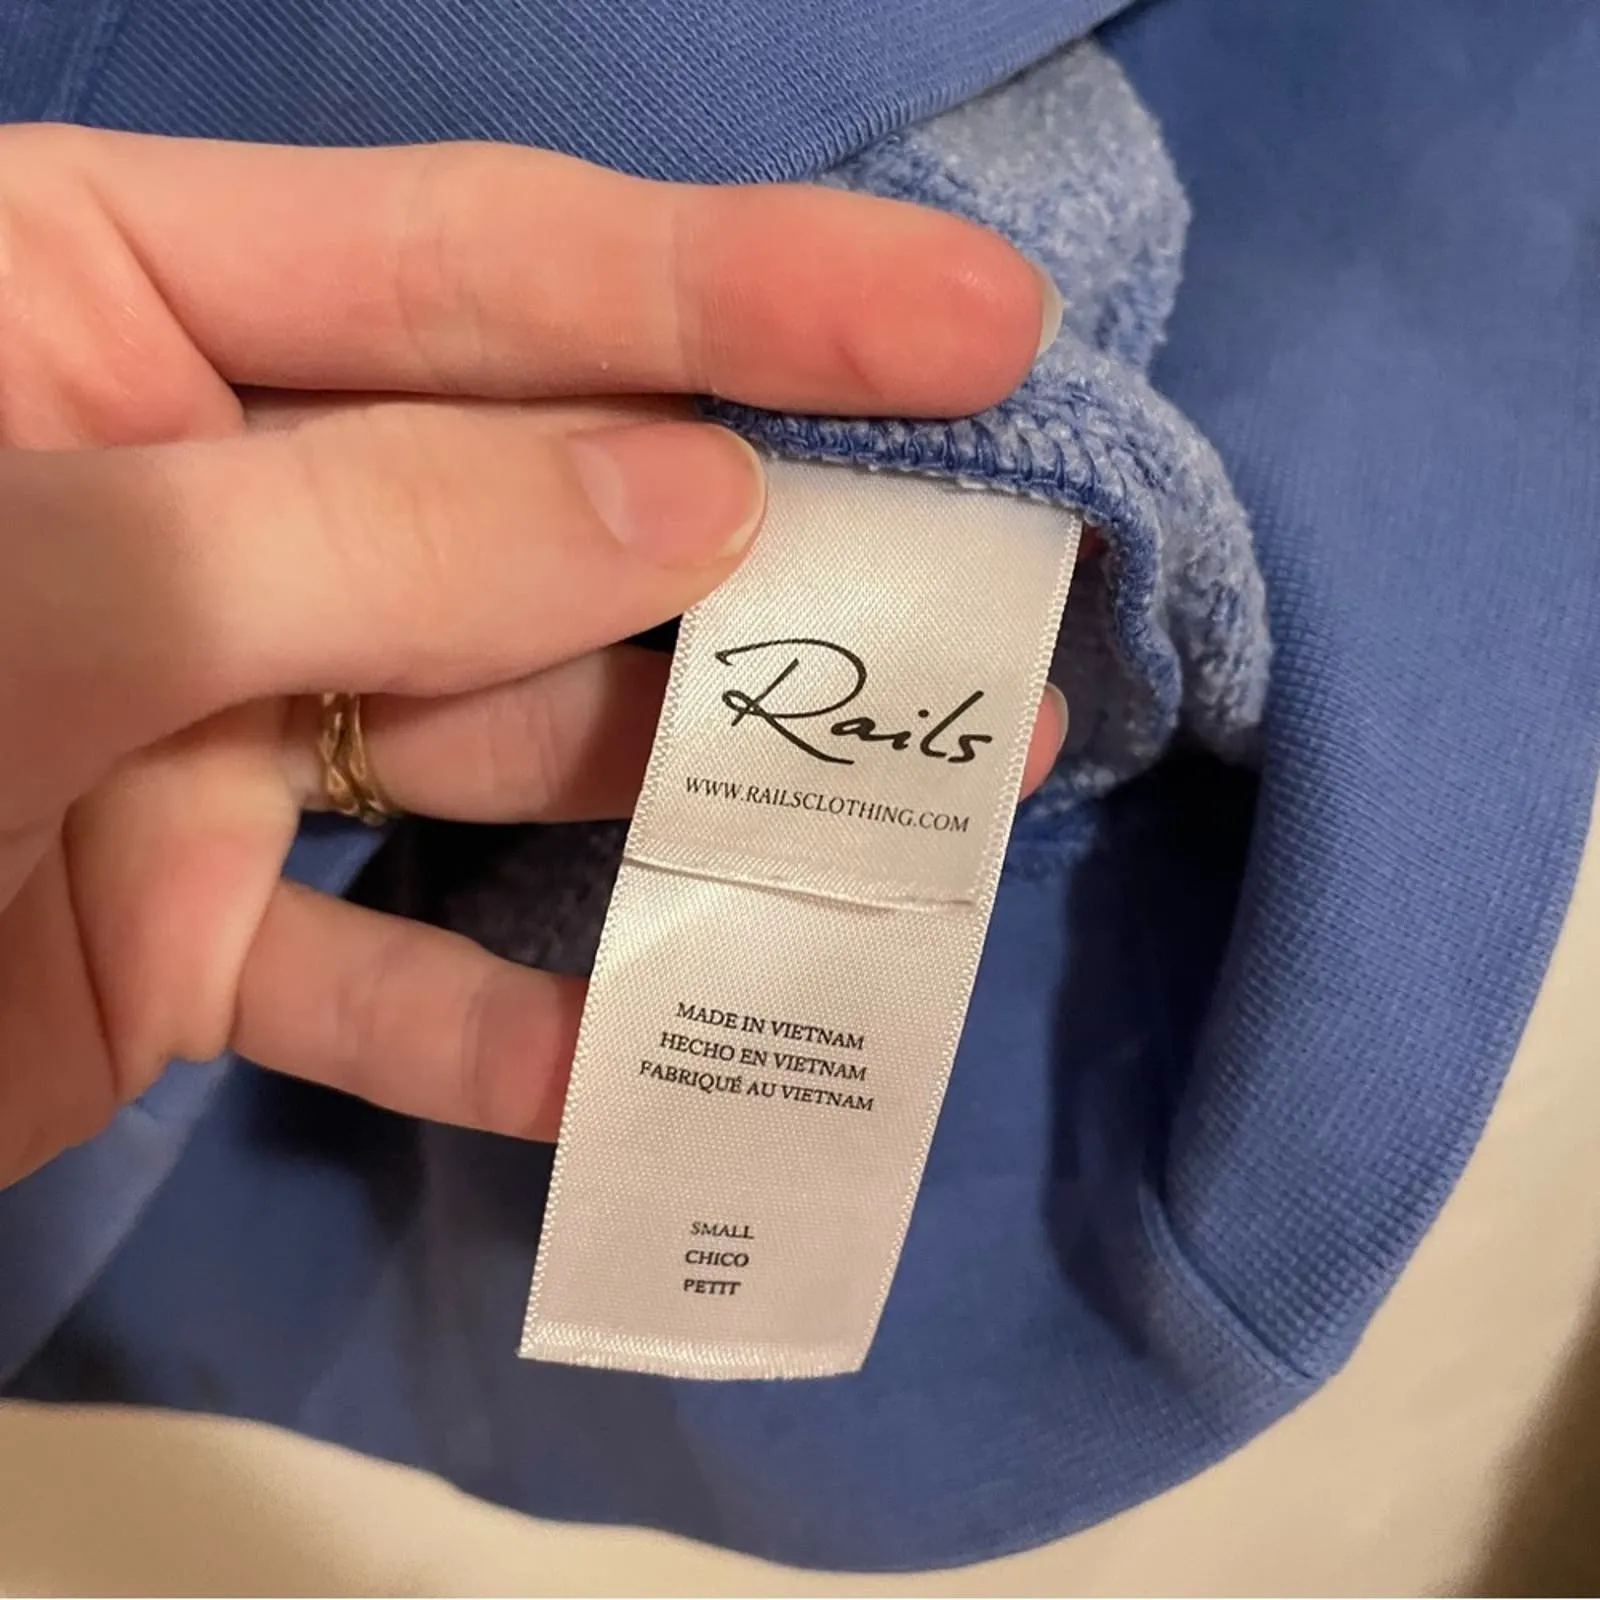 Rails
WWW.RAILSCLOTHING.COM
MADE IN VIETNAM
HECHO EN VIETNAM
FABRIQUÉ AU VIETNAM
SMALL
CHICO
PETIT